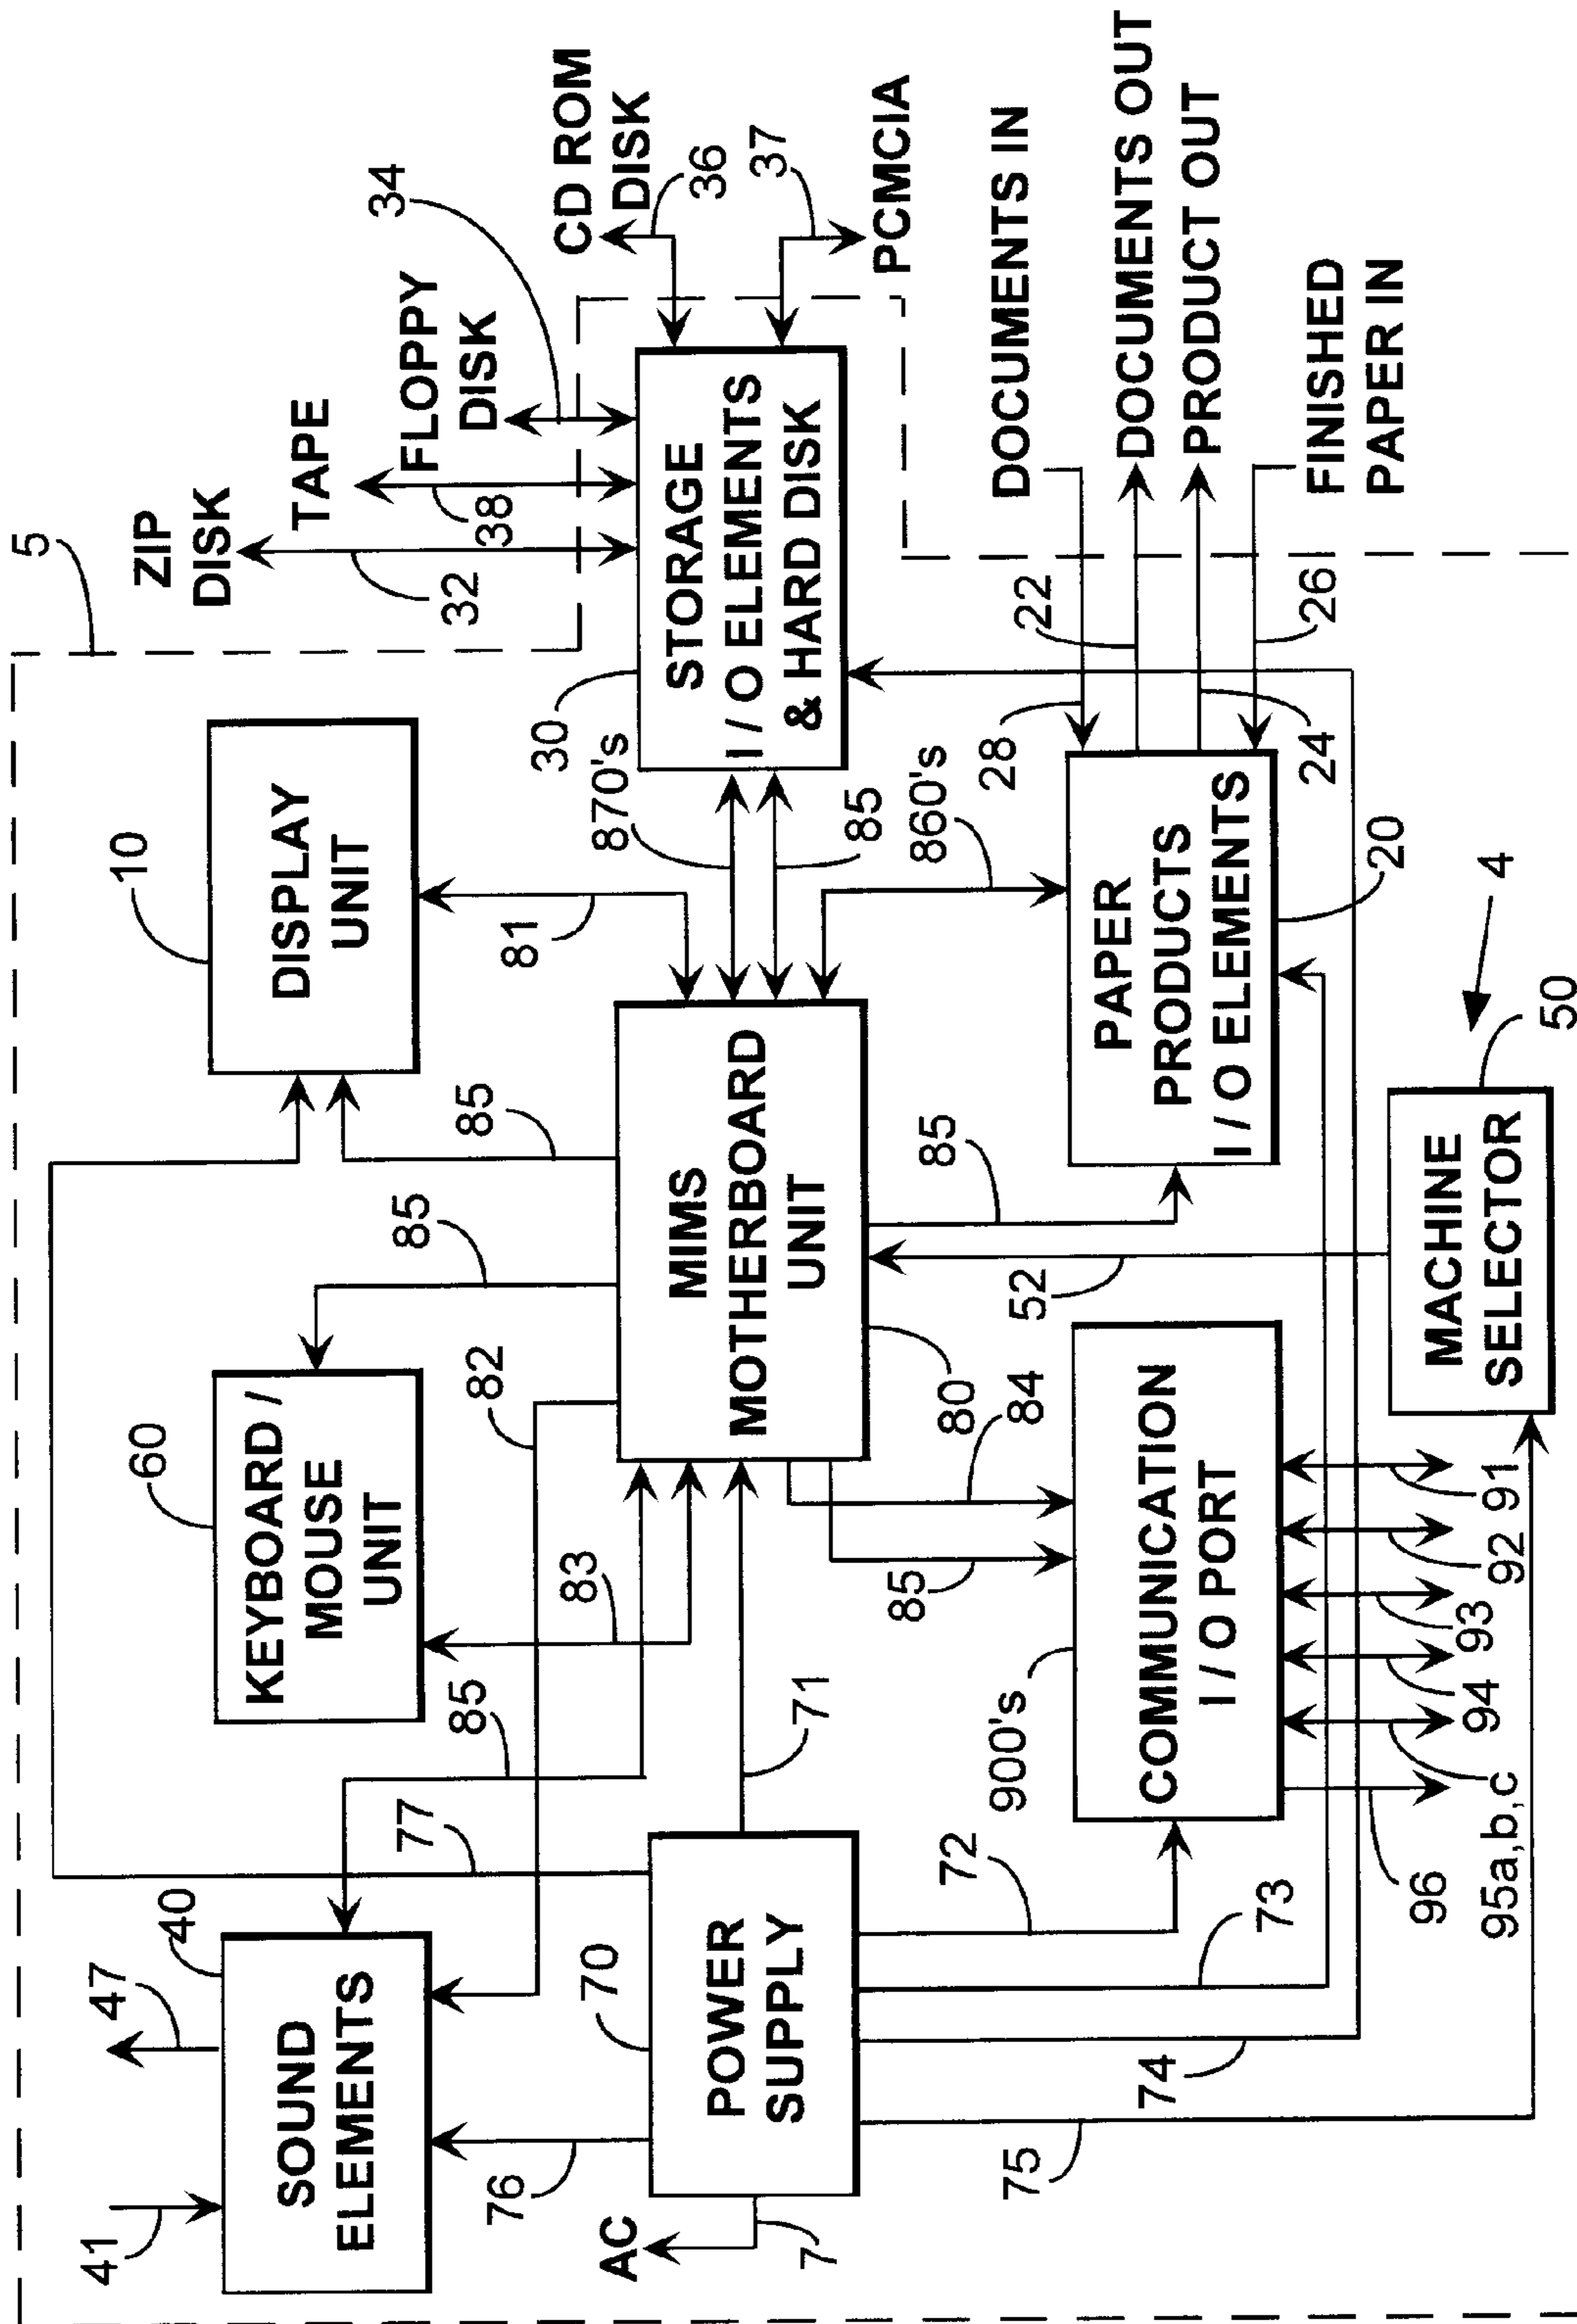 5
ZIP
DISK
32
TAPE
38
FLOPPY
DISK
34
CD ROM
DISK
36
37
PCMCIA
41
47
40
SOUND
ELEMENTS
77
85
60
KEYBOARD /
MOUSE
UNIT
83
82
85
85
10
DISPLAY
UNIT
81
870's
85
30
STORAGE
I / O ELEMENTS
& HARD DISK
AC
7
76
70
POWER
SUPPLY
71
MIMS
MOTHERBOARD
UNIT
80
84
85
52
85
860's
28
22
DOCUMENTS IN
DOCUMENTS OUT
PRODUCT OUT
FINISHED
PAPER IN
24
26
PAPER
PRODUCTS
I / O ELEMENTS
20
75
74
73
72
900's
COMMUNICATION
I / O PORT
96
95a,b,c
94
93
92
91
MACHINE
SELECTOR
50
4